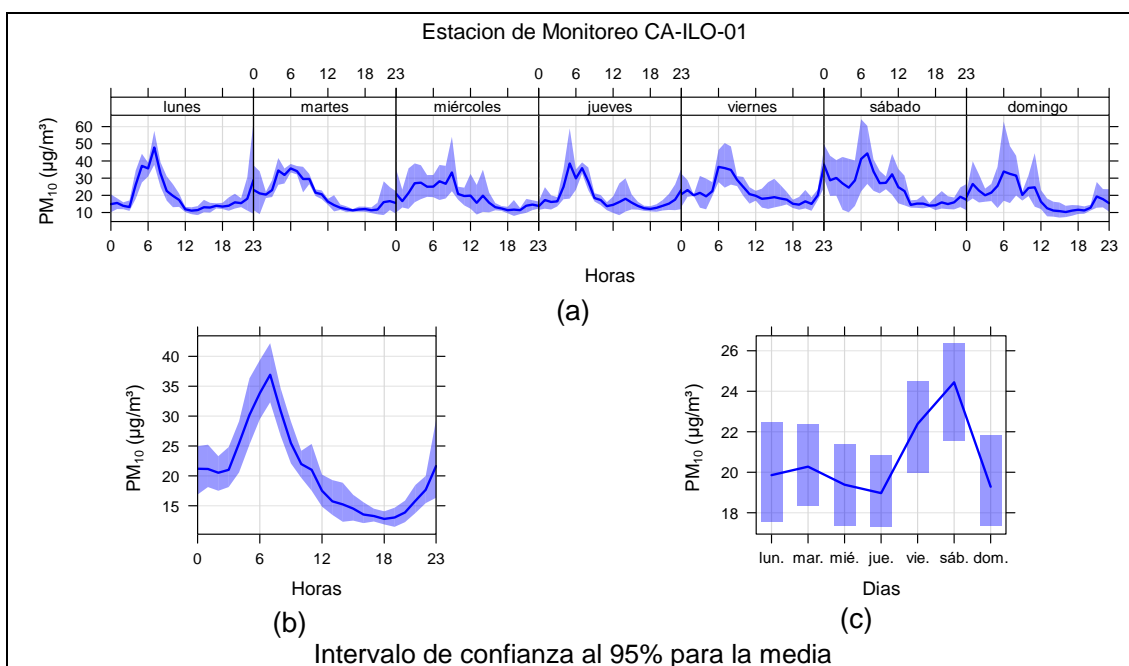 Estacion de Monitoreo CA-ILO-01
0 6 12 18 23 0 6 12 18 23 0 6 12 18 23
lunes martes miércoles jueves viernes sábado domingo
PM₁₀ (µg/m³)
60
50
40
30
20
10
0 6 12 18 23 0 6 12 18 23 0 6 12 18 23 0 6 12 18 23
Horas
(a)
PM₁₀ (µg/m³)
40
35
30
25
20
15
0 6 12 18 23
Horas
(b)
PM₁₀ (µg/m³)
26
24
22
20
18
lun. mar. mié. jue. vie. sáb. dom.
Dias
(c)
Intervalo de confianza al 95% para la media